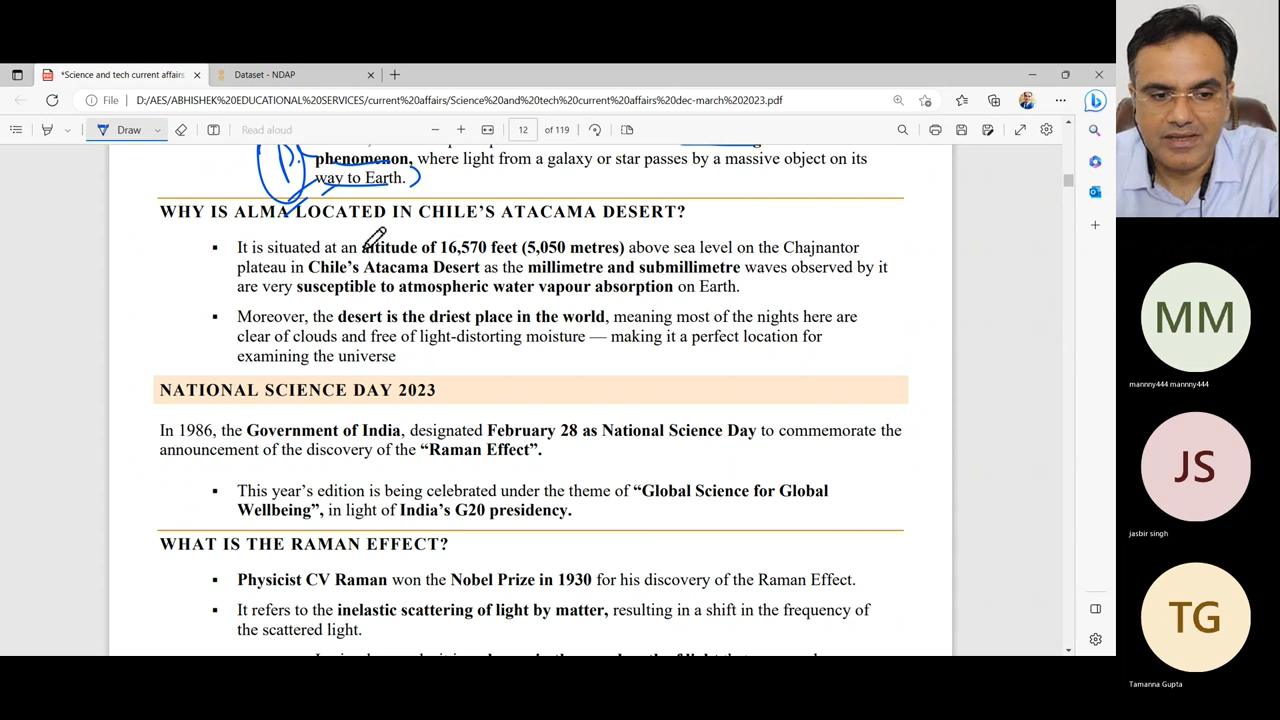 *Science and tech current affairs
Dataset - NDAP
File
D:/AES/ABHISHEK%20EDUCATIONAL%20SERVICES/current%20affairs/Science%20and%20tech%20current%20affairs%20dec-march%202023.pdf
Draw
Read aloud
12 of 119
phenomenon, where light from a galaxy or star passes by a massive object on its
way to Earth.
WHY IS ALMA LOCATED IN CHILE'S ATACAMA DESERT?
▪ It is situated at an altitude of 16,570 feet (5,050 metres) above sea level on the Chajnantor
plateau in Chile's Atacama Desert as the millimetre and submillimetre waves observed by it
are very susceptible to atmospheric water vapour absorption on Earth.
▪ Moreover, the desert is the driest place in the world, meaning most of the nights here are
clear of clouds and free of light-distorting moisture — making it a perfect location for
examining the universe
NATIONAL SCIENCE DAY 2023
In 1986, the Government of India, designated February 28 as National Science Day to commemorate the
announcement of the discovery of the “Raman Effect”.
▪ This year's edition is being celebrated under the theme of “Global Science for Global
Wellbeing”, in light of India's G20 presidency.
WHAT IS THE RAMAN EFFECT?
▪ Physicist CV Raman won the Nobel Prize in 1930 for his discovery of the Raman Effect.
▪ It refers to the inelastic scattering of light by matter, resulting in a shift in the frequency of
the scattered light.
MM
mannny444 mannny444
JS
jasbir singh
TG
Tamanna Gupta